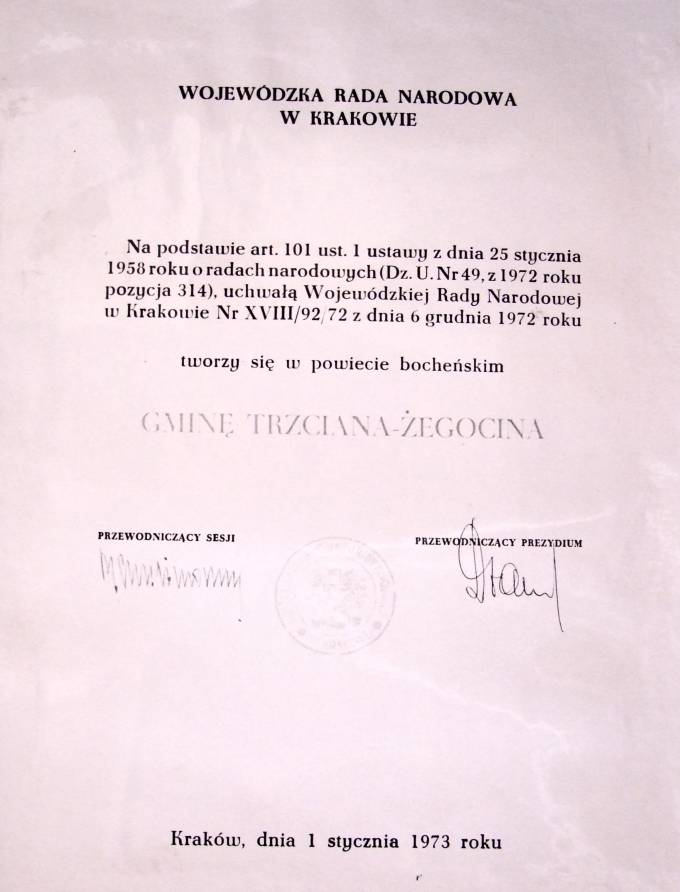 WOJEWÓDZKA RADA NARODOWA
W KRAKOWIE
Na podstawie art. 101 ust. 1 ustawy z dnia 25 stycznia
1958 roku o radach narodowych (Dz. U. Nr 49, z 1972 roku
pozycja 314), uchwałą Wojewódzkiej Rady Narodowej
w Krakowie Nr XVIII/92/72 z dnia 6 grudnia 1972 roku
tworzy się w powiecie bocheńskim
GMINĘ TRZCIANA-ŻEGOCINA
PRZEWODNICZĄCY SESJI
PRZEWODNICZĄCY PREZYDIUM
Kraków, dnia 1 stycznia 1973 roku